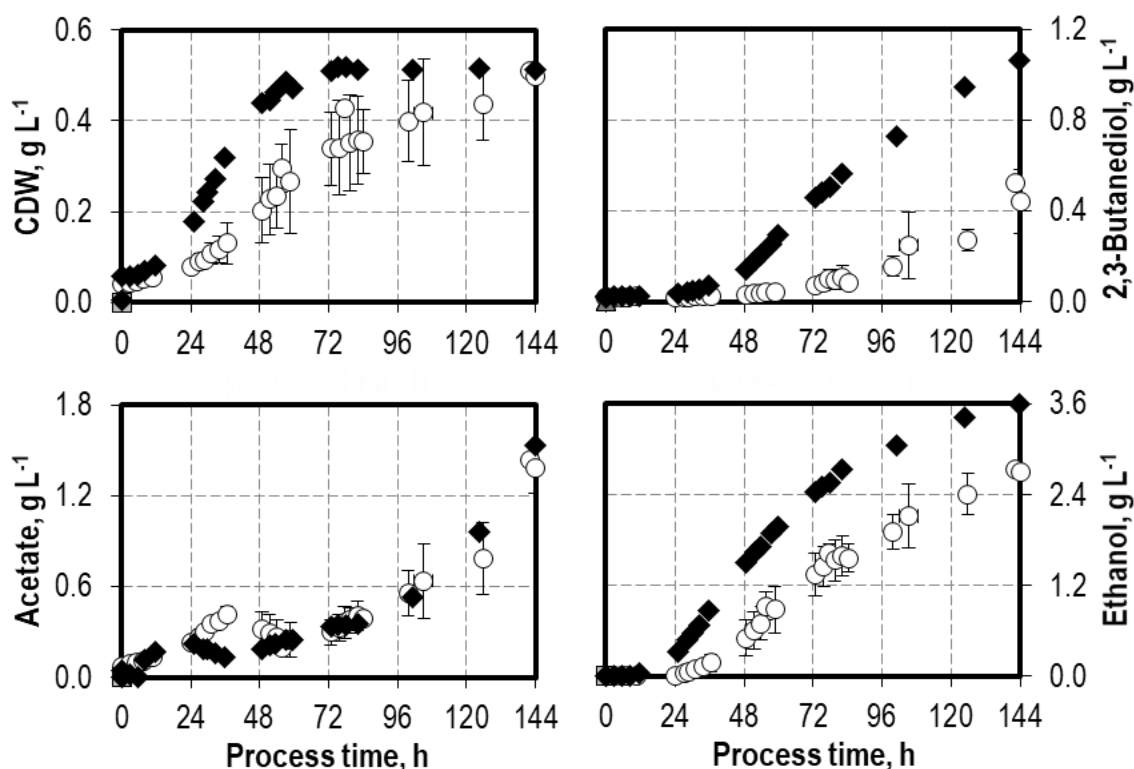 0.6
0.4
0.2
0.0
CDW, g L-1
0 24 48 72 96 120 144
1.2
0.8
0.4
0.0
2,3-Butanediol, g L-1
0 24 48 72 96 120 144
1.8
1.2
0.6
0.0
Acetate, g L-1
0 24 48 72 96 120 144
Process time, h
3.6
2.4
1.2
0.0
Ethanol, g L-1
0 24 48 72 96 120 144
Process time, h